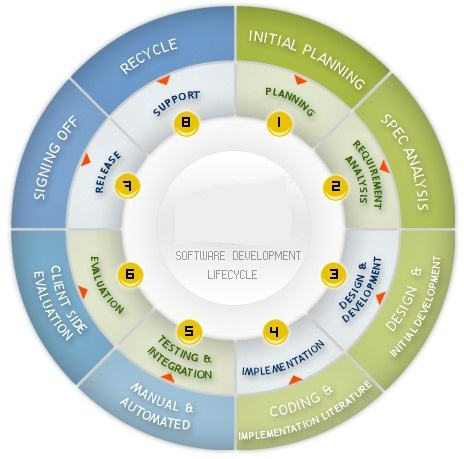 INITIAL PLANNING
PLANNING
1
SPEC ANALYSIS
REQUIREMENT
ANALYSIS
2
DESIGN &
INITIAL DEVELOPMENT
DESIGN &
DEVELOPMENT
3
CODING &
IMPLEMENTATION LITERATURE
IMPLEMENTATION
4
MANUAL &
AUTOMATED
TESTING &
INTEGRATION
5
CLIENT SIDE
EVALUATION
EVALUATION
6
SIGNING OFF
RELEASE
7
RECYCLE
SUPPORT
8
SOFTWARE DEVELOPMENT
LIFECYCLE